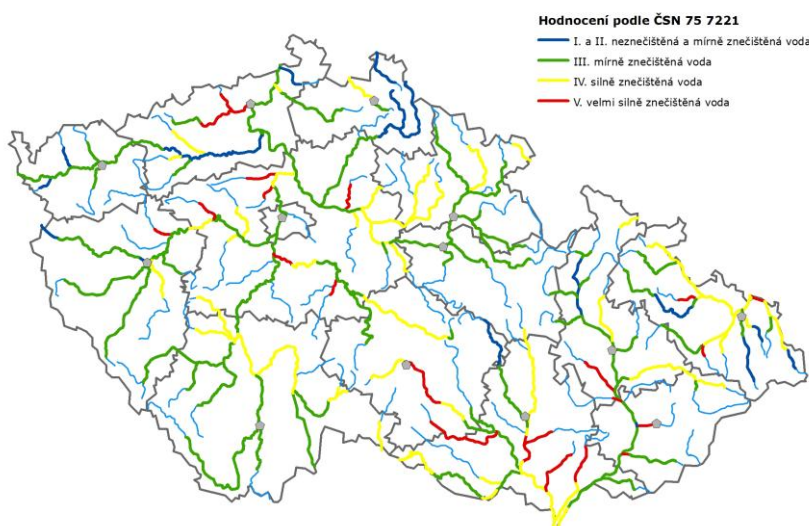 Hodnocení podle ČSN 75 7221
I. a II. neznečištěná a mírně znečištěná voda
III. mírně znečištěná voda
IV. silně znečištěná voda
V. velmi silně znečištěná voda